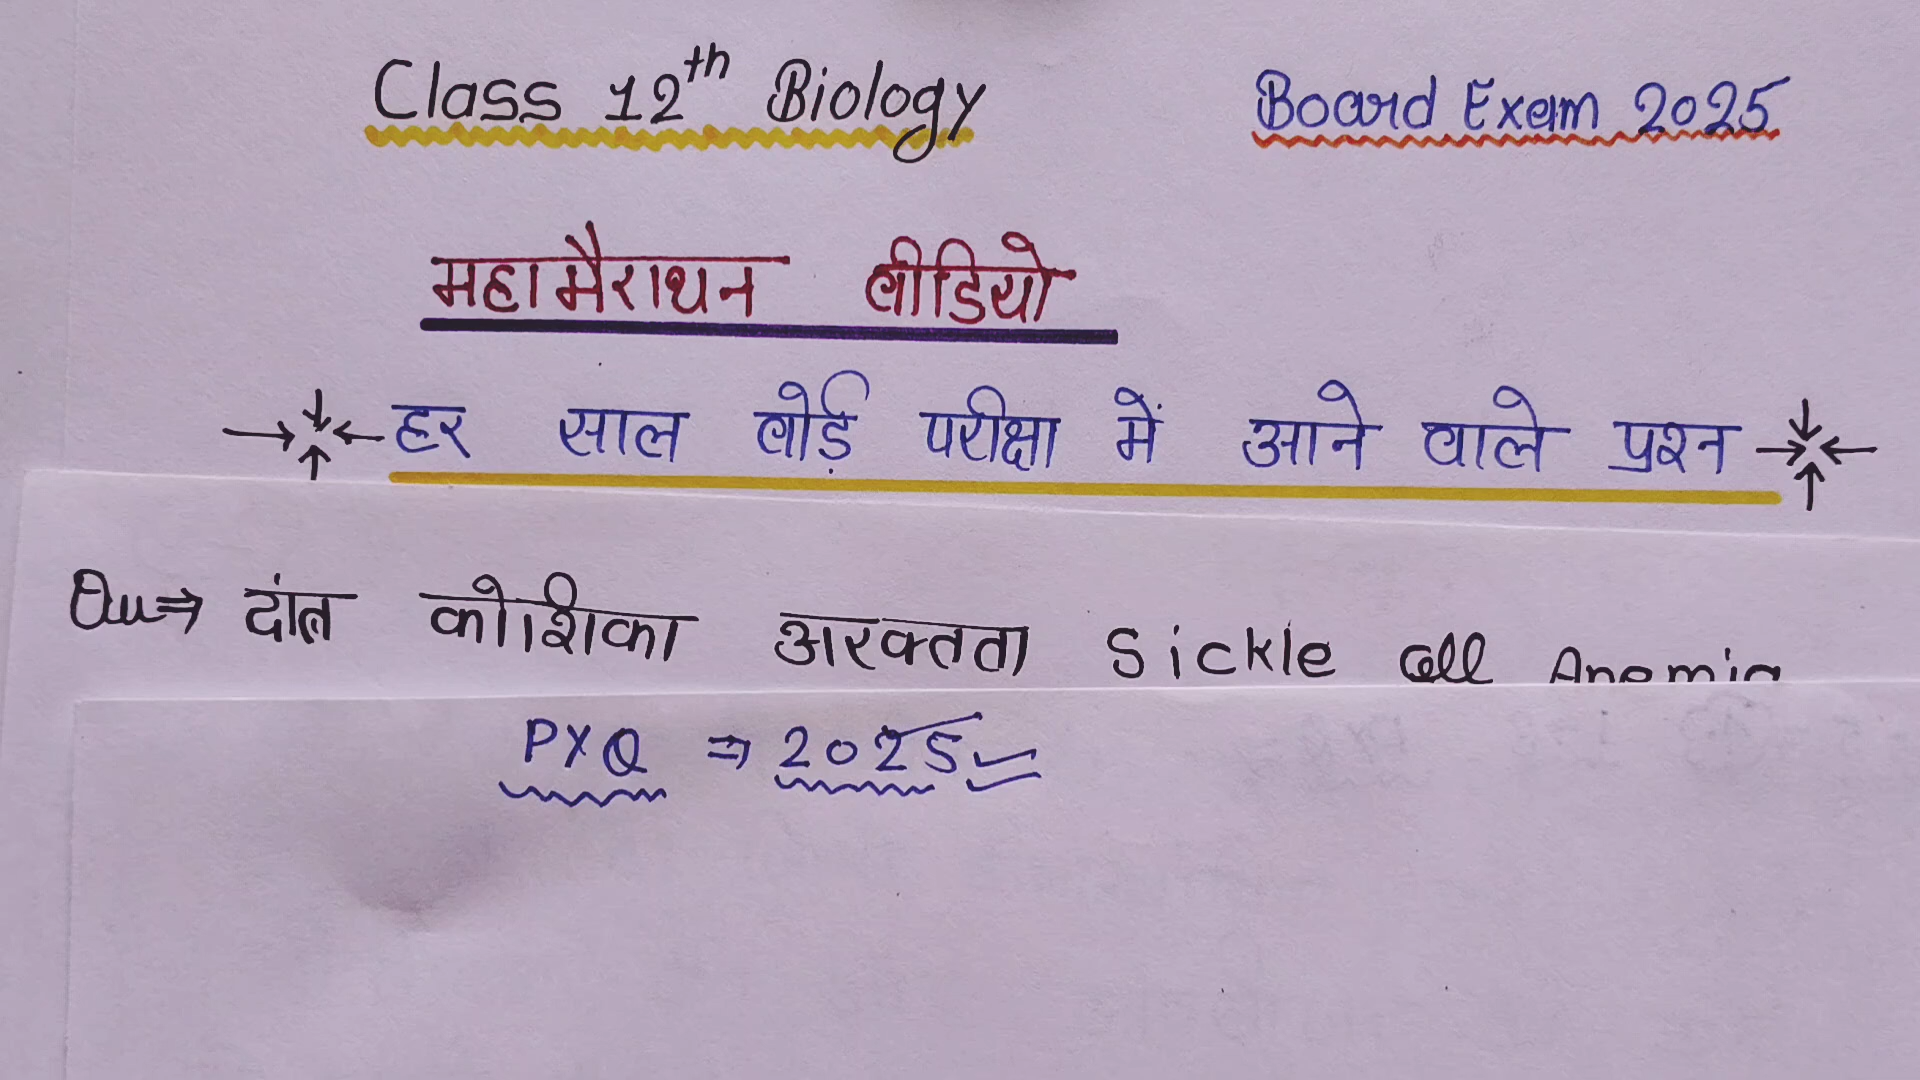 Class 12th Biology Board Exam 2025
महामैराथन वीडियो
हर साल वोर्ड़ परीक्षा में आने वाले प्रश्न
Qu⇒ दांत कोशिका अरक्तता Sickle Cell Anemia
PYQ ⇒ 2025